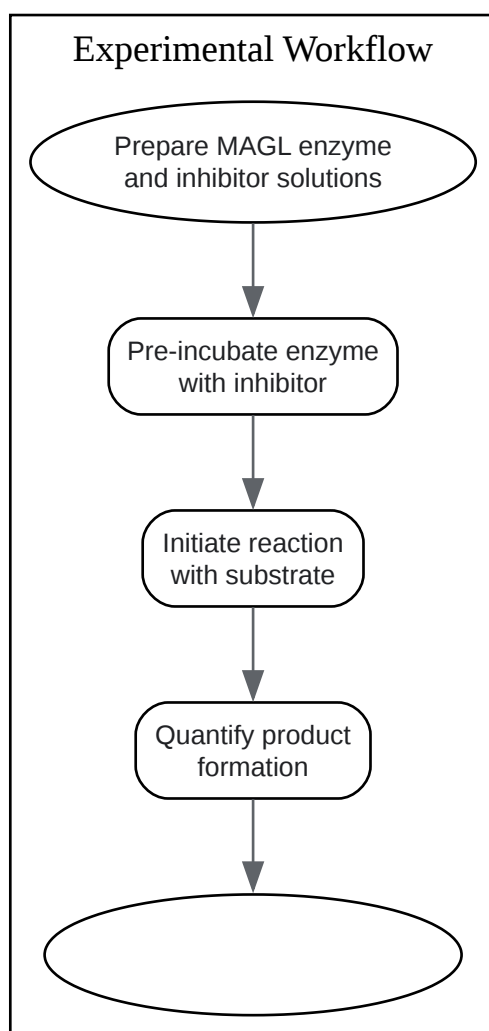 Experimental Workflow
Prepare MAGL enzyme
and inhibitor solutions
Pre-incubate enzyme
with inhibitor
Initiate reaction
with substrate
Quantify product
formation